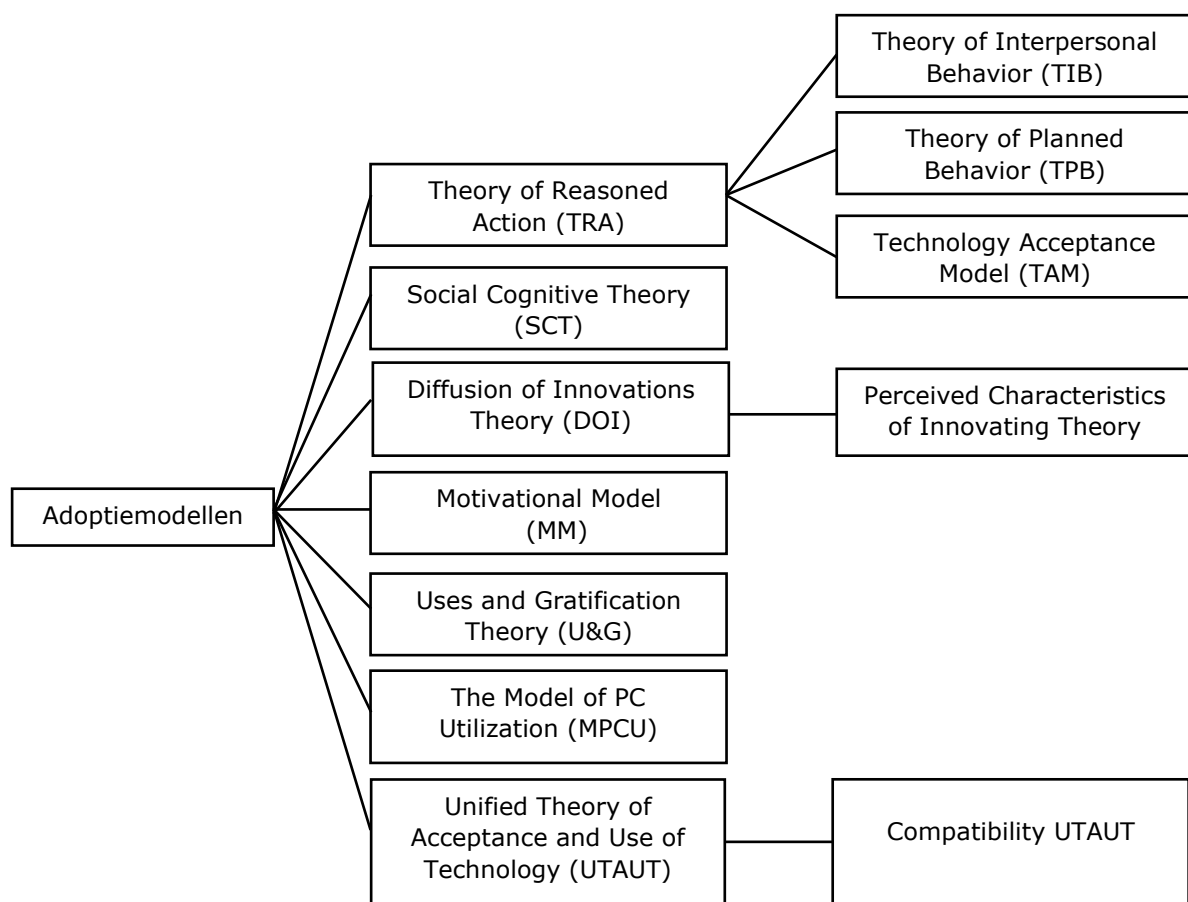 Adoptiemodellen
Theory of Reasoned
Action (TRA)
Social Cognitive Theory
(SCT)
Diffusion of Innovations
Theory (DOI)
Motivational Model
(MM)
Uses and Gratification
Theory (U&G)
The Model of PC
Utilization (MPCU)
Unified Theory of
Acceptance and Use of
Technology (UTAUT)
Theory of Interpersonal
Behavior (TIB)
Theory of Planned
Behavior (TPB)
Technology Acceptance
Model (TAM)
Perceived Characteristics
of Innovating Theory
Compatibility UTAUT